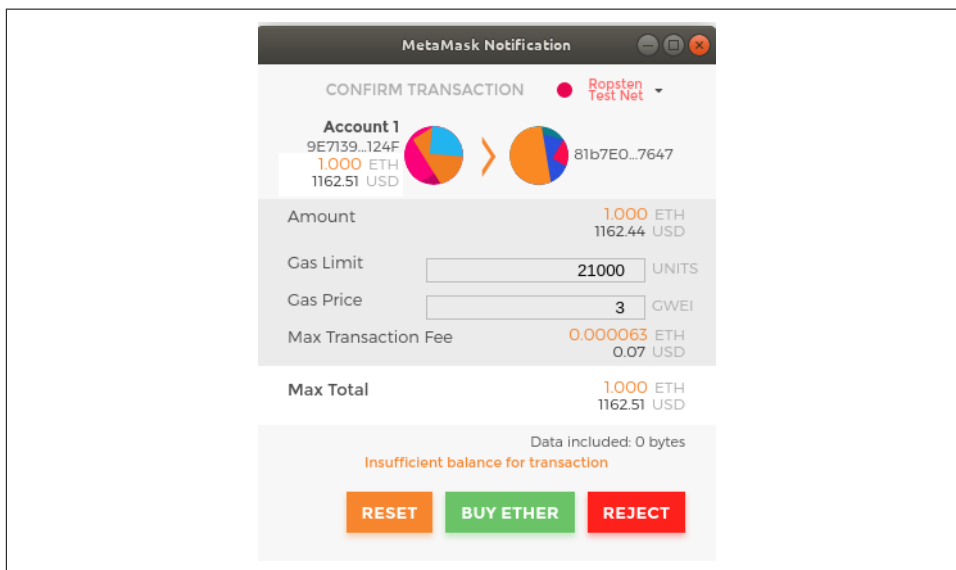 MetaMask Notification
CONFIRM TRANSACTION
Ropsten
Test Net
Account 1
9E7139...124F
1.000 ETH
1162.51 USD
81b7E0...7647
Amount 1.000 ETH
1162.44 USD
Gas Limit 21000 UNITS
Gas Price 3 GWEI
Max Transaction Fee 0.000063 ETH
0.07 USD
Max Total 1.000 ETH
1162.51 USD
Data included: 0 bytes
Insufficient balance for transaction
RESET BUY ETHER REJECT